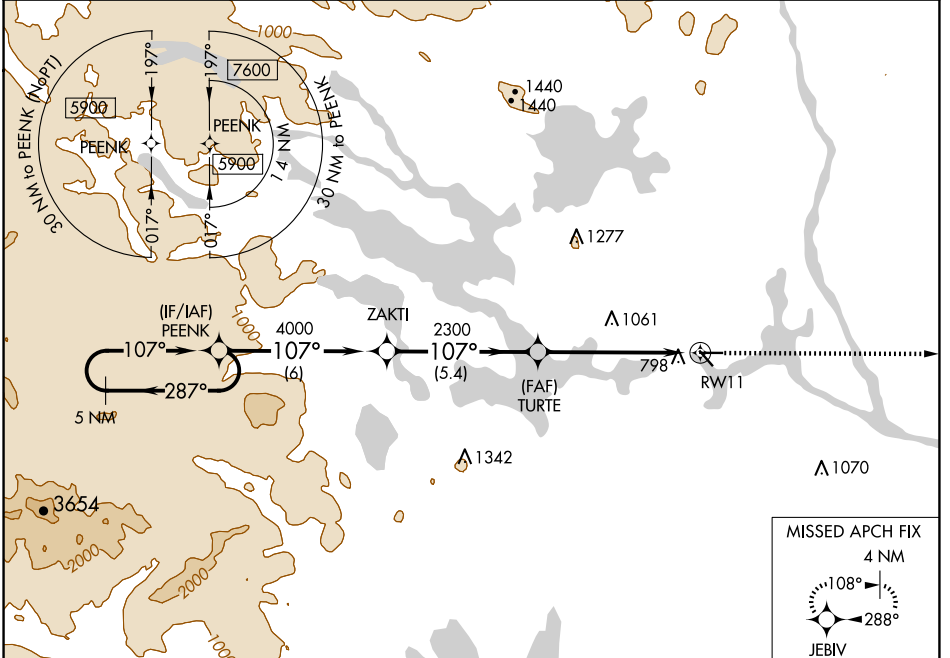 1000
197°
197°
7600
30 NM to PEENK (NoPT)
5900
PEENK
PEENK
5900
14 NM
30 NM to PEENK
017°
017°
1440
1440
1277
(IF/IAF)
PEENK
1000
107°
4000
107°
(6)
ZAKTI
2300
107°
(5.4)
1061
798
RW11
287°
5 NM
(FAF)
TURTE
1342
1070
3654
2000
2000
1000
MISSED APCH FIX
4 NM
108°
288°
JEBIV